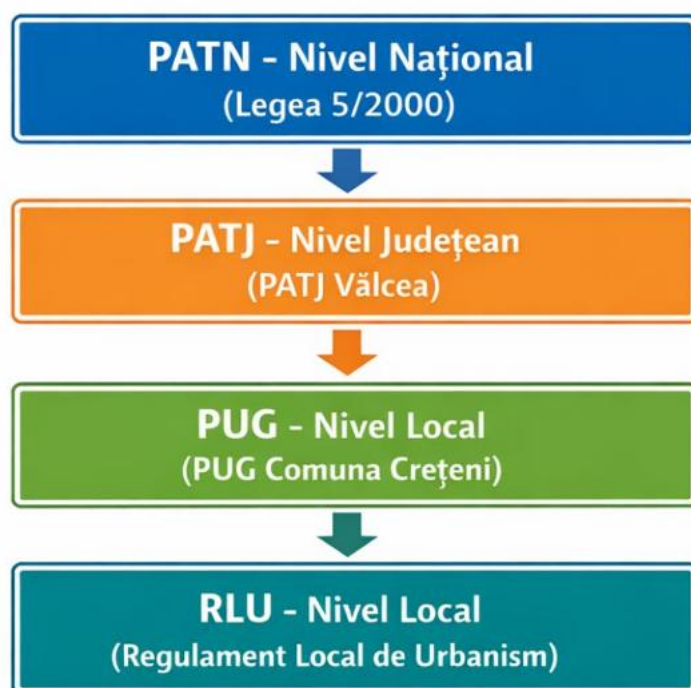 PATN - Nivel Național
(Legea 5/2000)
PATJ - Nivel Județean
(PATJ Vălcea)
PUG - Nivel Local
(PUG Comuna Crețeni)
RLU - Nivel Local
(Regulament Local de Urbanism)